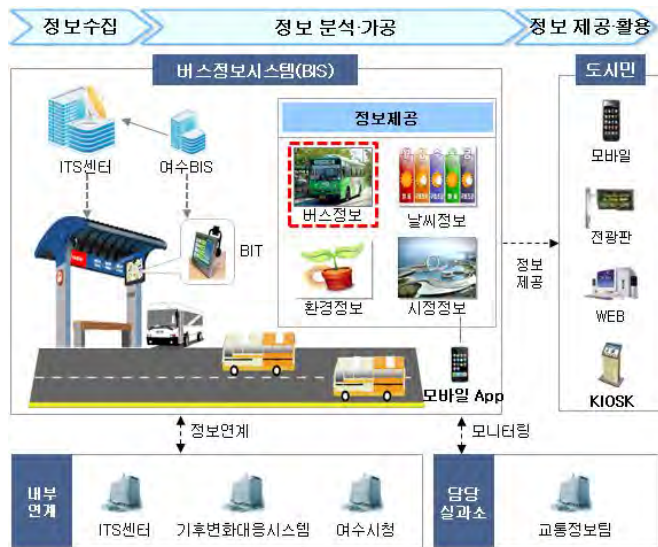 정보수집
정보 분석·가공
정보 제공·활용
버스정보시스템(BIS)
도시민
정보제공
ITS센터
여수BIS
버스정보
날씨정보
모바일
BIT
환경정보
시정정보
전광판
정보
제공
WEB
모바일 App
KIOSK
정보연계
모니터링
내부
연계
ITS센터
기후변화대응시스템
여수시청
담당
실과소
교통정보팀